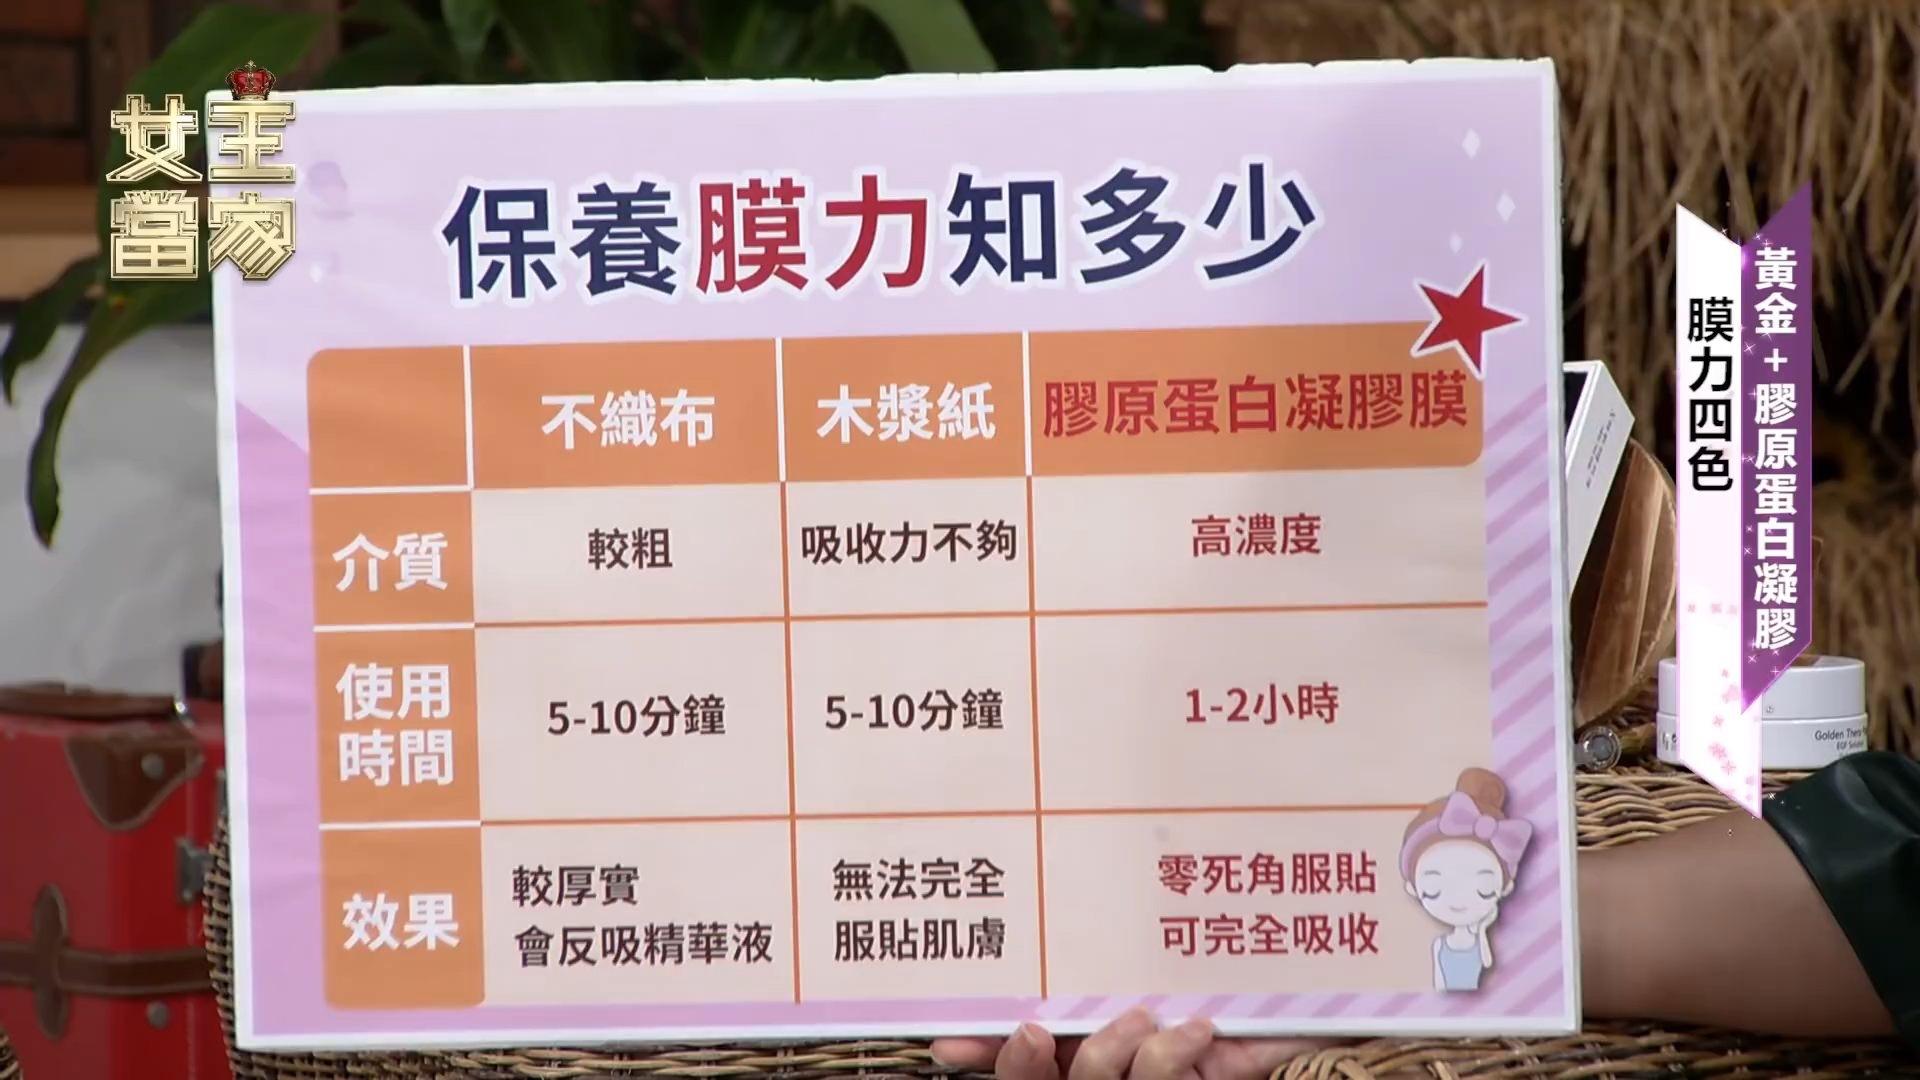 女王
當家
保養膜力知多少
不織布 木漿紙 膠原蛋白凝膠膜
介質 較粗 吸收力不夠 高濃度
使用
時間
5-10分鐘 5-10分鐘 1-2小時
效果
較厚實
會反吸精華液
無法完全
服貼肌膚
零死角服貼
可完全吸收
黃金+膠原蛋白凝膠
膜力四色